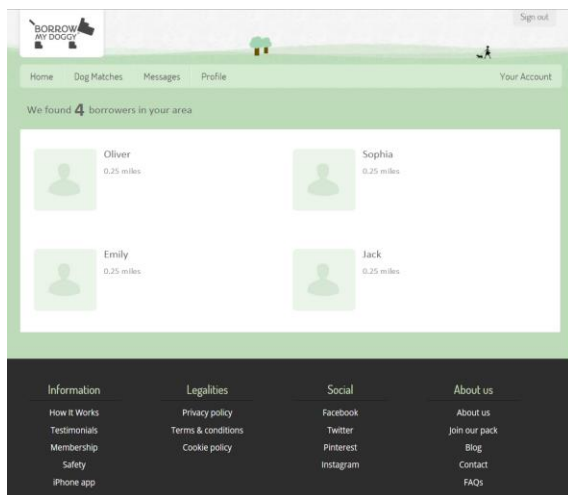 BORROW
MY DOGGY
Sign out
Home Dog Matches Messages Profile Your Account
We found 4 borrowers in your area
Oliver
0.25 miles
Sophia
0.25 miles
Emily
0.25 miles
Jack
0.25 miles
Information
How It Works
Testimonials
Membership
Safety
iPhone app
Legalities
Privacy policy
Terms & conditions
Cookie policy
Social
Facebook
Twitter
Pinterest
Instagram
About us
About us
Join our pack
Blog
Contact
FAQs